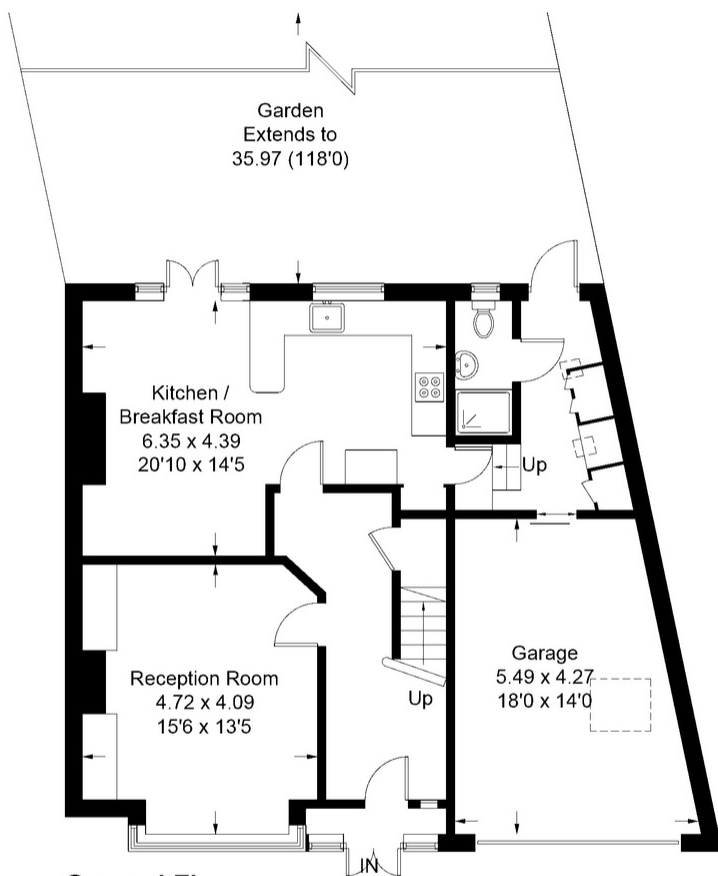 Garden
Extends to
35.97 (118'0)
Kitchen /
Breakfast Room
6.35 x 4.39
20'10 x 14'5
Up
Reception Room
4.72 x 4.09
15'6 x 13'5
Up
Garage
5.49 x 4.27
18'0 x 14'0
IN